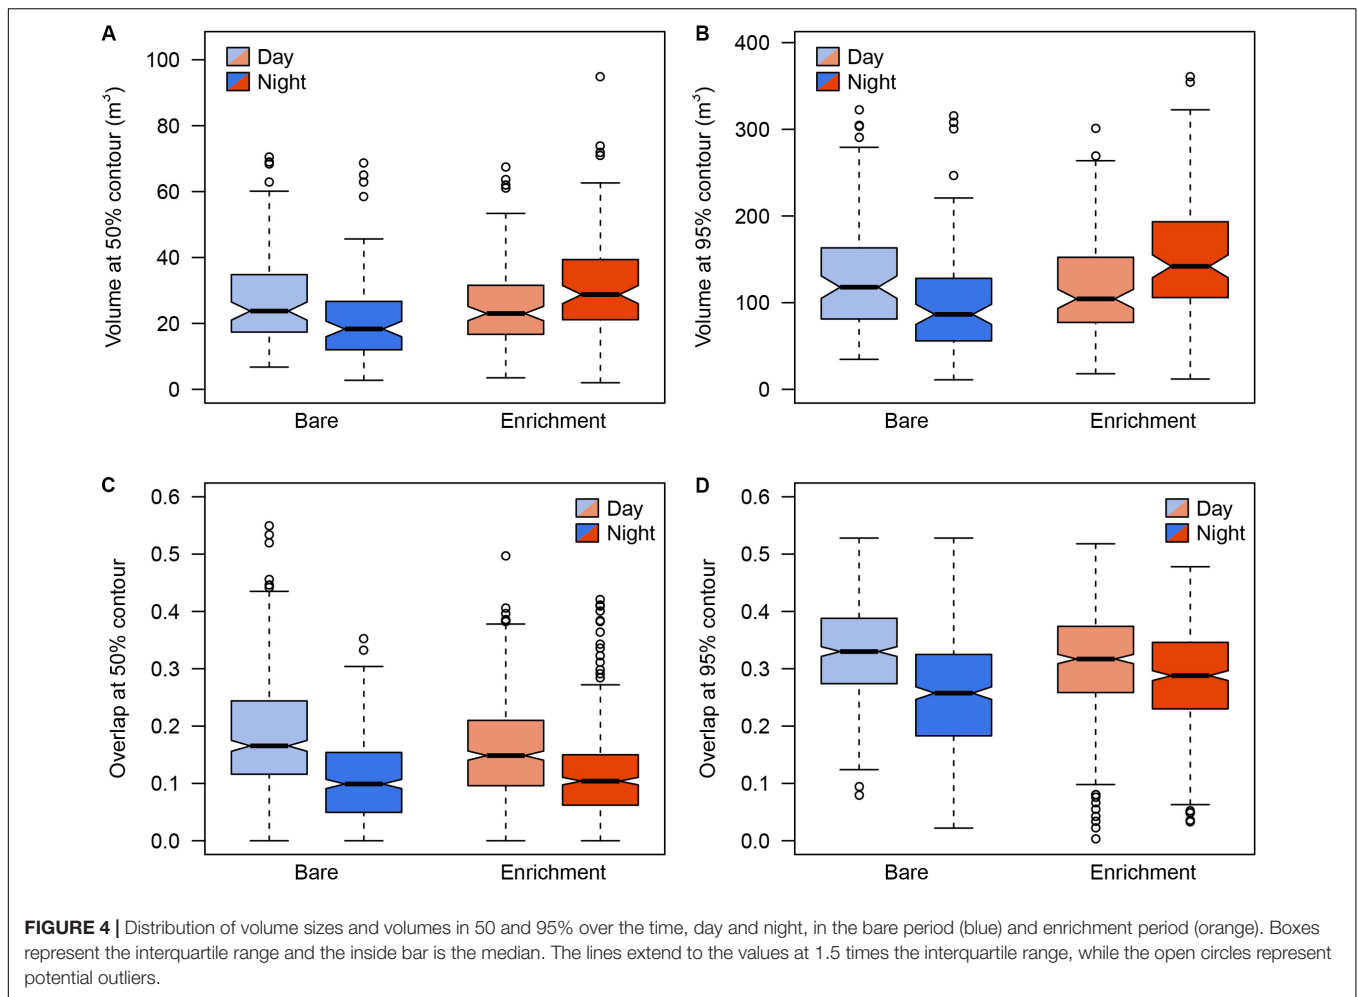 A
Volume at 50% contour (m³)
100
80
60
40
20
0
Day
Night
Bare
Enrichment
B
Volume at 95% contour (m³)
400
300
200
100
0
Day
Night
Bare
Enrichment
C
Overlap at 50% contour
0.6
0.5
0.4
0.3
0.2
0.1
0.0
Day
Night
Bare
Enrichment
D
Overlap at 95% contour
0.6
0.5
0.4
0.3
0.2
0.1
0.0
Day
Night
Bare
Enrichment
FIGURE 4 | Distribution of volume sizes and volumes in 50 and 95% over the time, day and night, in the bare period (blue) and enrichment period (orange). Boxes
represent the interquartile range and the inside bar is the median. The lines extend to the values at 1.5 times the interquartile range, while the open circles represent
potential outliers.